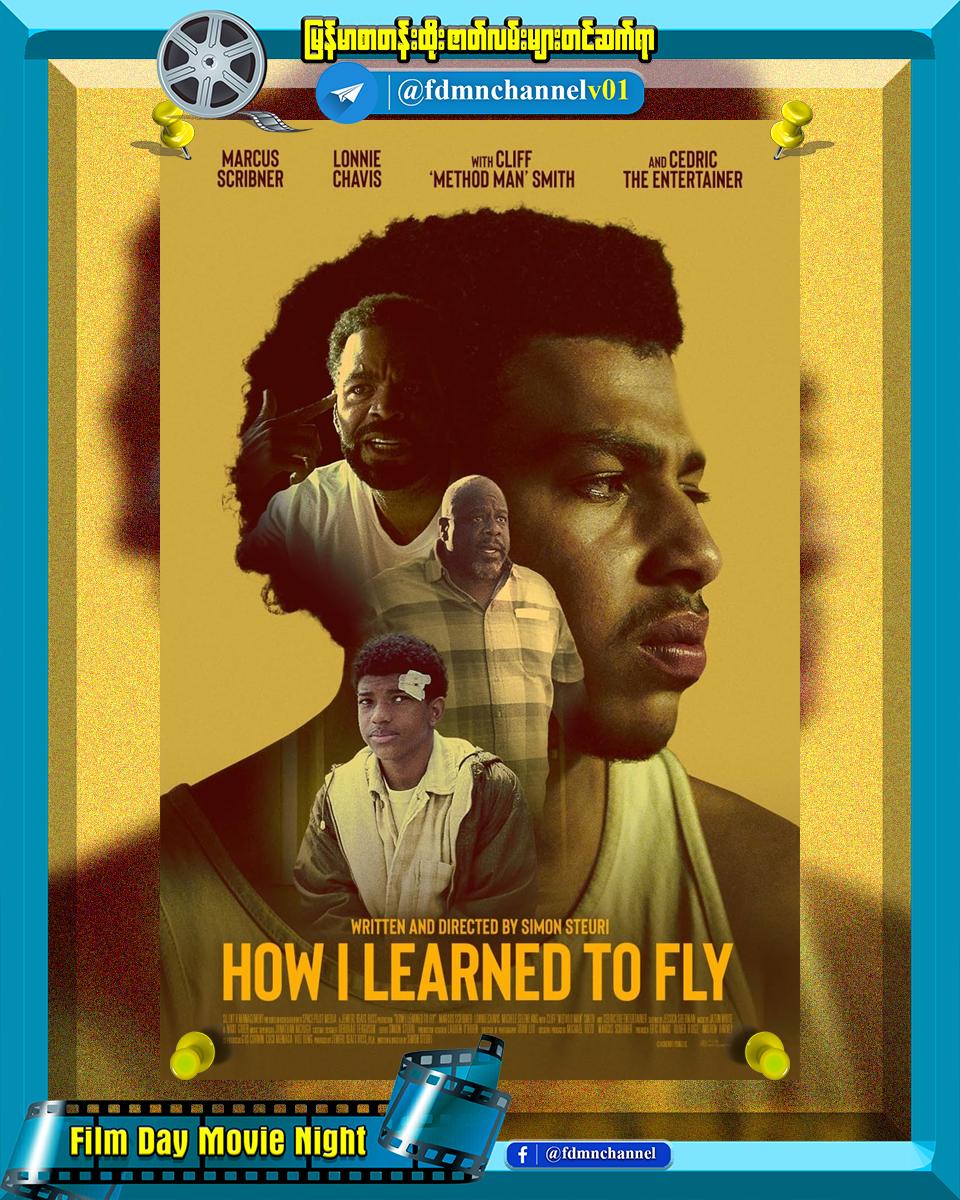 မြန်မာစာတန်းထိုးဇာတ်လမ်းများတင်ဆက်ရာ
@fdmnchannelv01
MARCUS SCRIBNER
LONNIE CHAVIS
WITH CLIFF 'METHOD MAN' SMITH
AND CEDRIC THE ENTERTAINER
WRITTEN AND DIRECTED BY SIMON STEURI
HOW I LEARNED TO FLY
Film Day Movie Night
@fdmnchannel